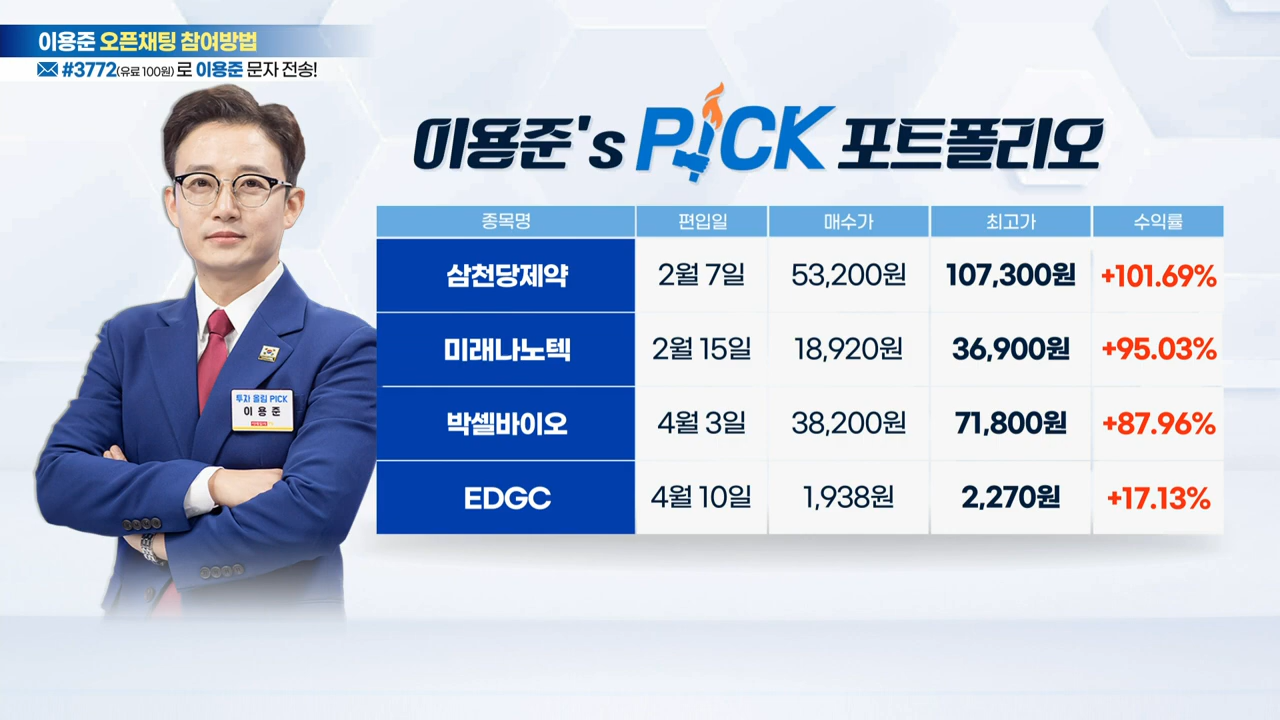 이용준 오픈채팅 참여방법
#3772(유료 100원)로 이용준 문자 전송!
이용준's PICK 포트폴리오
종목명 편입일 매수가 최고가 수익률
삼천당제약 2월 7일 53,200원 107,300원 +101.69%
미래나노텍 2월 15일 18,920원 36,900원 +95.03%
박셀바이오 4월 3일 38,200원 71,800원 +87.96%
EDGC 4월 10일 1,938원 2,270원 +17.13%
투자 올림 PICK
이용준